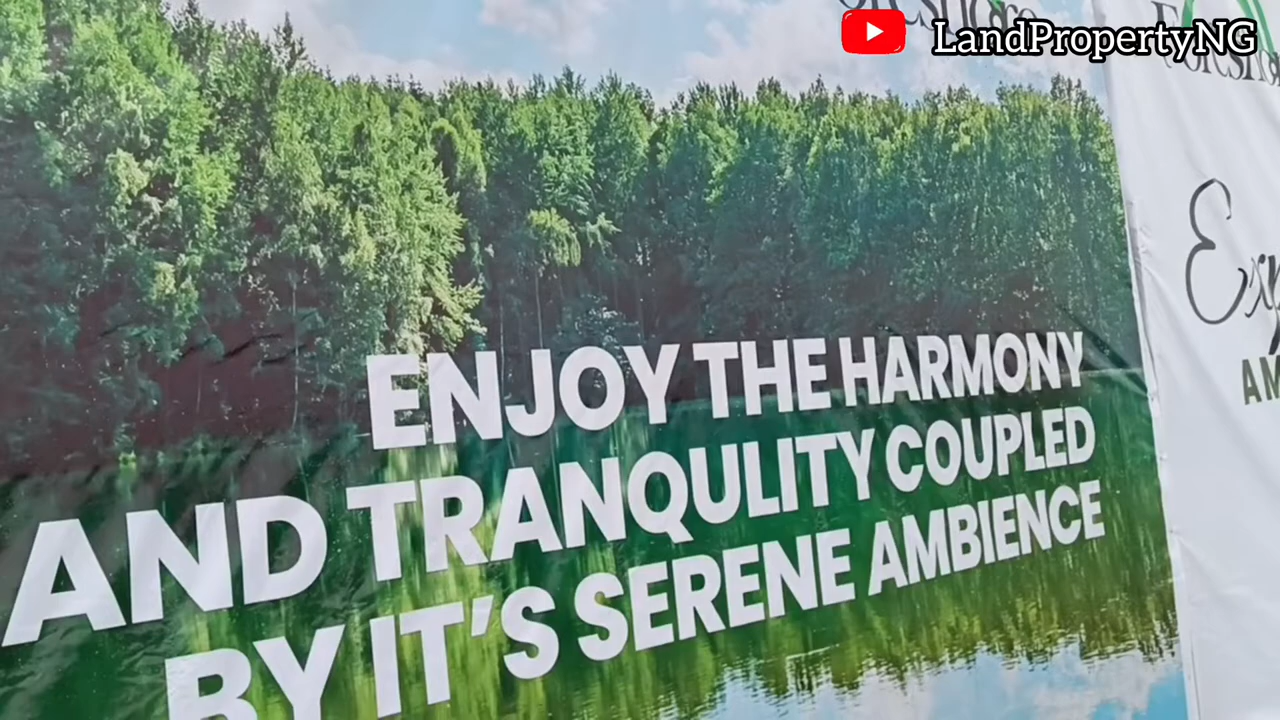 LandPropertyNG
ENJOY THE HARMONY
AND TRANQULITY COUPLED
BY IT'S SERENE AMBIENCE